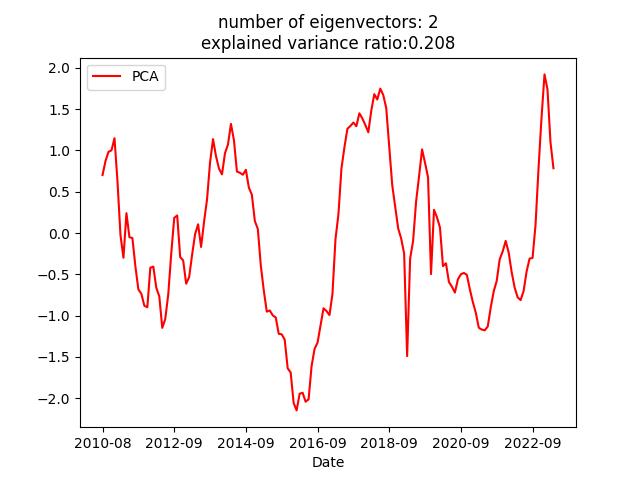 number of eigenvectors: 2
explained variance ratio:0.208
PCA
2.0
1.5
1.0
0.5
0.0
−0.5
−1.0
−1.5
−2.0
2010-08 2012-09 2014-09 2016-09 2018-09 2020-09 2022-09
Date